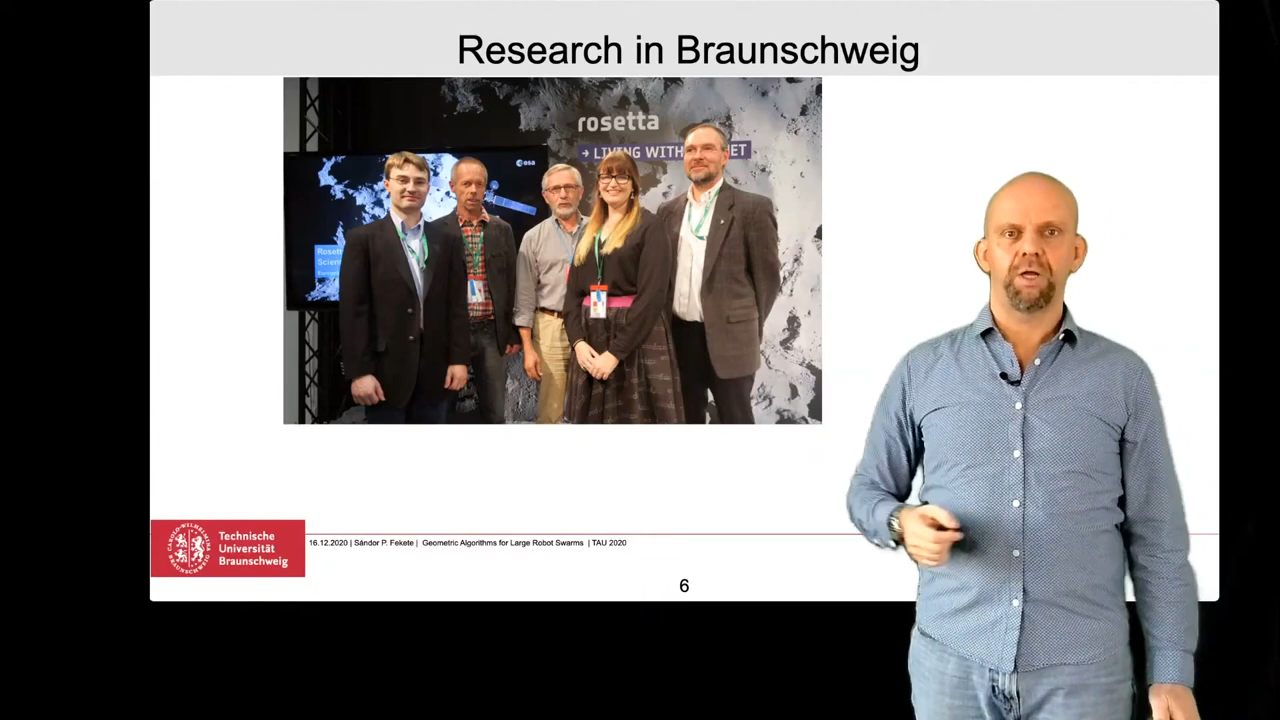 Research in Braunschweig
rosetta
→ LIVING WITH
ET
esa
Technische
Universität
Braunschweig
16.12.2020 | Sándor P. Fekete | Geometric Algorithms for Large Robot Swarms | TAU 2020
6